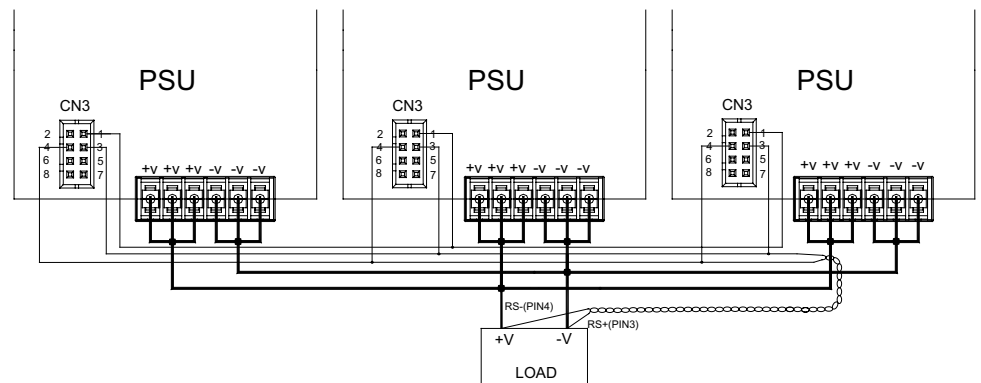 PSU PSU PSU
CN3 CN3 CN3
2 1 2 1 2 1
4 3 4 3 4 3
6 5 6 5 6 5
8 7 8 7 8 7
+V +V +V -V -V -V +V +V +V -V -V -V +V +V +V -V -V -V
RS-(PIN4)
RS+(PIN3)
+V -V
LOAD